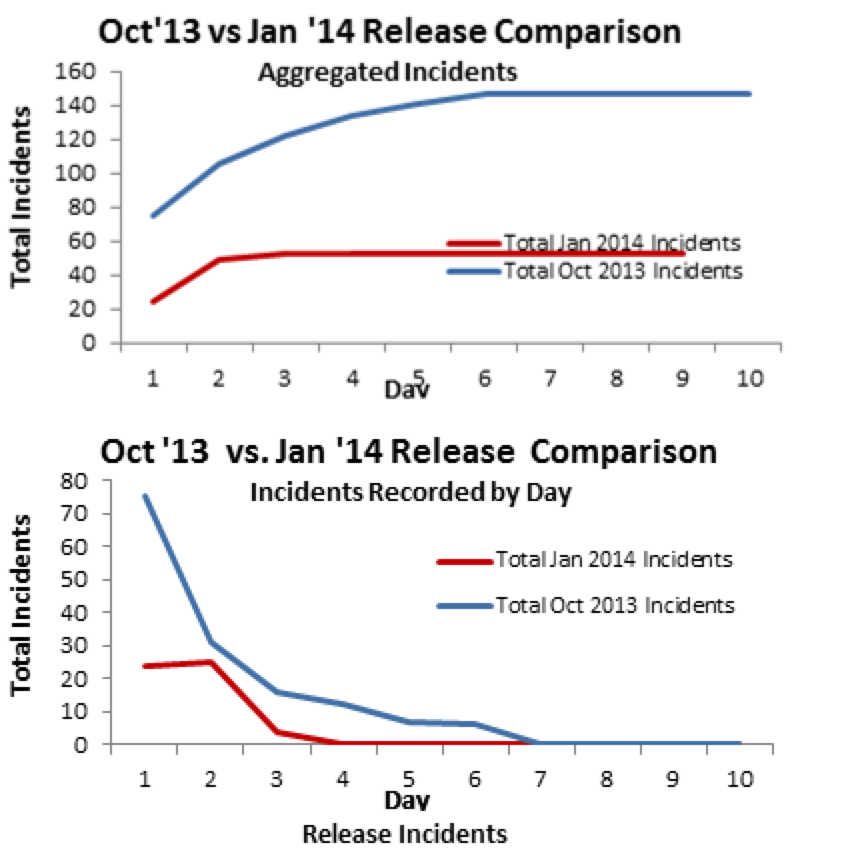 Oct'13 vs Jan '14 Release Comparison
Aggregated Incidents
Total Incidents
160
140
120
100
80
60
40
20
0
Total Jan 2014 Incidents
Total Oct 2013 Incidents
1 2 3 4 5 6 7 8 9 10
Day
Oct '13 vs. Jan '14 Release Comparison
Incidents Recorded by Day
Total Incidents
80
70
60
50
40
30
20
10
0
Total Jan 2014 Incidents
Total Oct 2013 Incidents
1 2 3 4 5 6 7 8 9 10
Day
Release Incidents